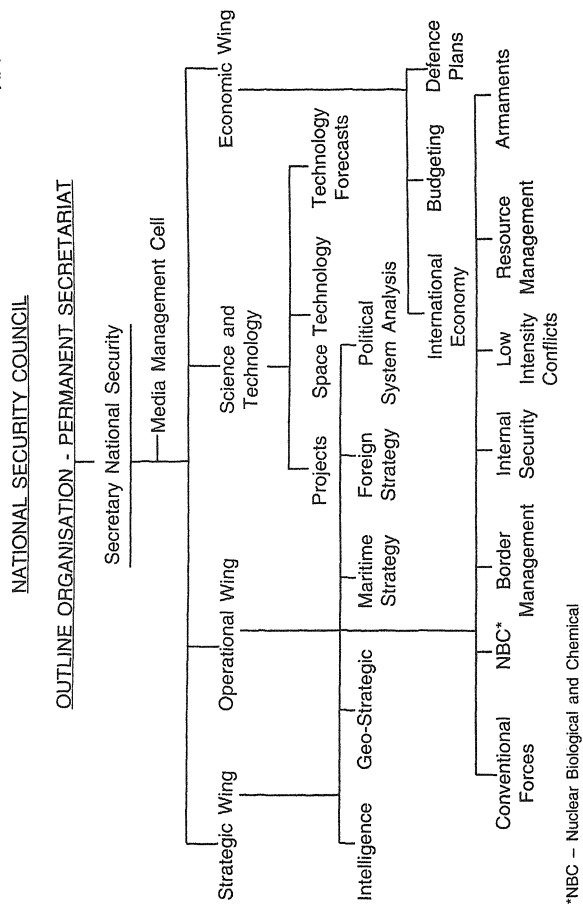 NATIONAL SECURITY COUNCIL
OUTLINE ORGANISATION - PERMANENT SECRETARIAT
Secretary National Security
Media Management Cell
Strategic Wing
Operational Wing
Science and
Technology
Economic Wing
Projects
Space Technology
Technology
Forecasts
Intelligence
Geo-Strategic
Maritime
Strategy
Foreign
Strategy
Political
System Analysis
International
Economy
Budgeting
Defence
Plans
Conventional
Forces
NBC*
Border
Management
Internal
Security
Low
Intensity
Conflicts
Resource
Management
Armaments
*NBC – Nuclear Biological and Chemical